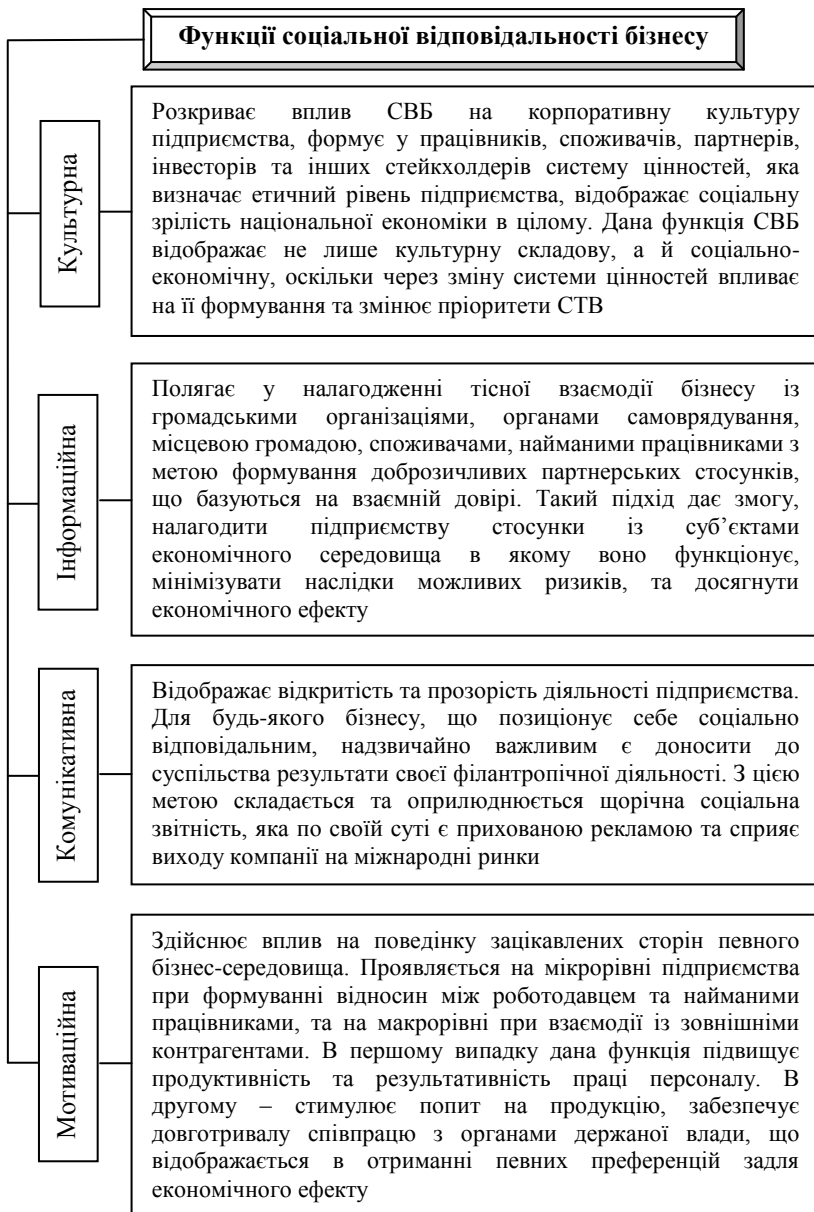 Функції соціальної відповідальності бізнесу
Культурна
Розкриває вплив СВБ на корпоративну культуру
підприємства, формує у працівників, споживачів, партнерів,
інвесторів та інших стейкхолдерів систему цінностей, яка
визначає етичний рівень підприємства, відображає соціальну
зрілість національної економіки в цілому. Дана функція СВБ
відображає не лише культурну складову, а й соціально-
економічну, оскільки через зміну системи цінностей впливає
на її формування та змінює пріоритети СТВ
Інформаційна
Полягає у налагодженні тісної взаємодії бізнесу із
громадськими організаціями, органами самоврядування,
місцевою громадою, споживачами, найманими працівниками з
метою формування доброзичливих партнерських стосунків,
що базуються на взаємній довірі. Такий підхід дає змогу,
налагодити підприємству стосунки із суб’єктами
економічного середовища в якому воно функціонує,
мінімізувати наслідки можливих ризиків, та досягнути
економічного ефекту
Комунікативна
Відображає відкритість та прозорість діяльності підприємства.
Для будь-якого бізнесу, що позиціонує себе соціально
відповідальним, надзвичайно важливим є доносити до
суспільства результати своєї філантропічної діяльності. З цією
метою складається та оприлюднюється щорічна соціальна
звітність, яка по своїй суті є прихованою рекламою та сприяє
виходу компанії на міжнародні ринки
Мотиваційна
Здійснює вплив на поведінку зацікавлених сторін певного
бізнес-середовища. Проявляється на мікрорівні підприємства
при формуванні відносин між роботодавцем та найманими
працівниками, та на макрорівні при взаємодії із зовнішніми
контрагентами. В першому випадку дана функція підвищує
продуктивність та результативність праці персоналу. В
другому – стимулює попит на продукцію, забезпечує
довготривалу співпрацю з органами держаної влади, що
відображається в отриманні певних преференцій задля
економічного ефекту